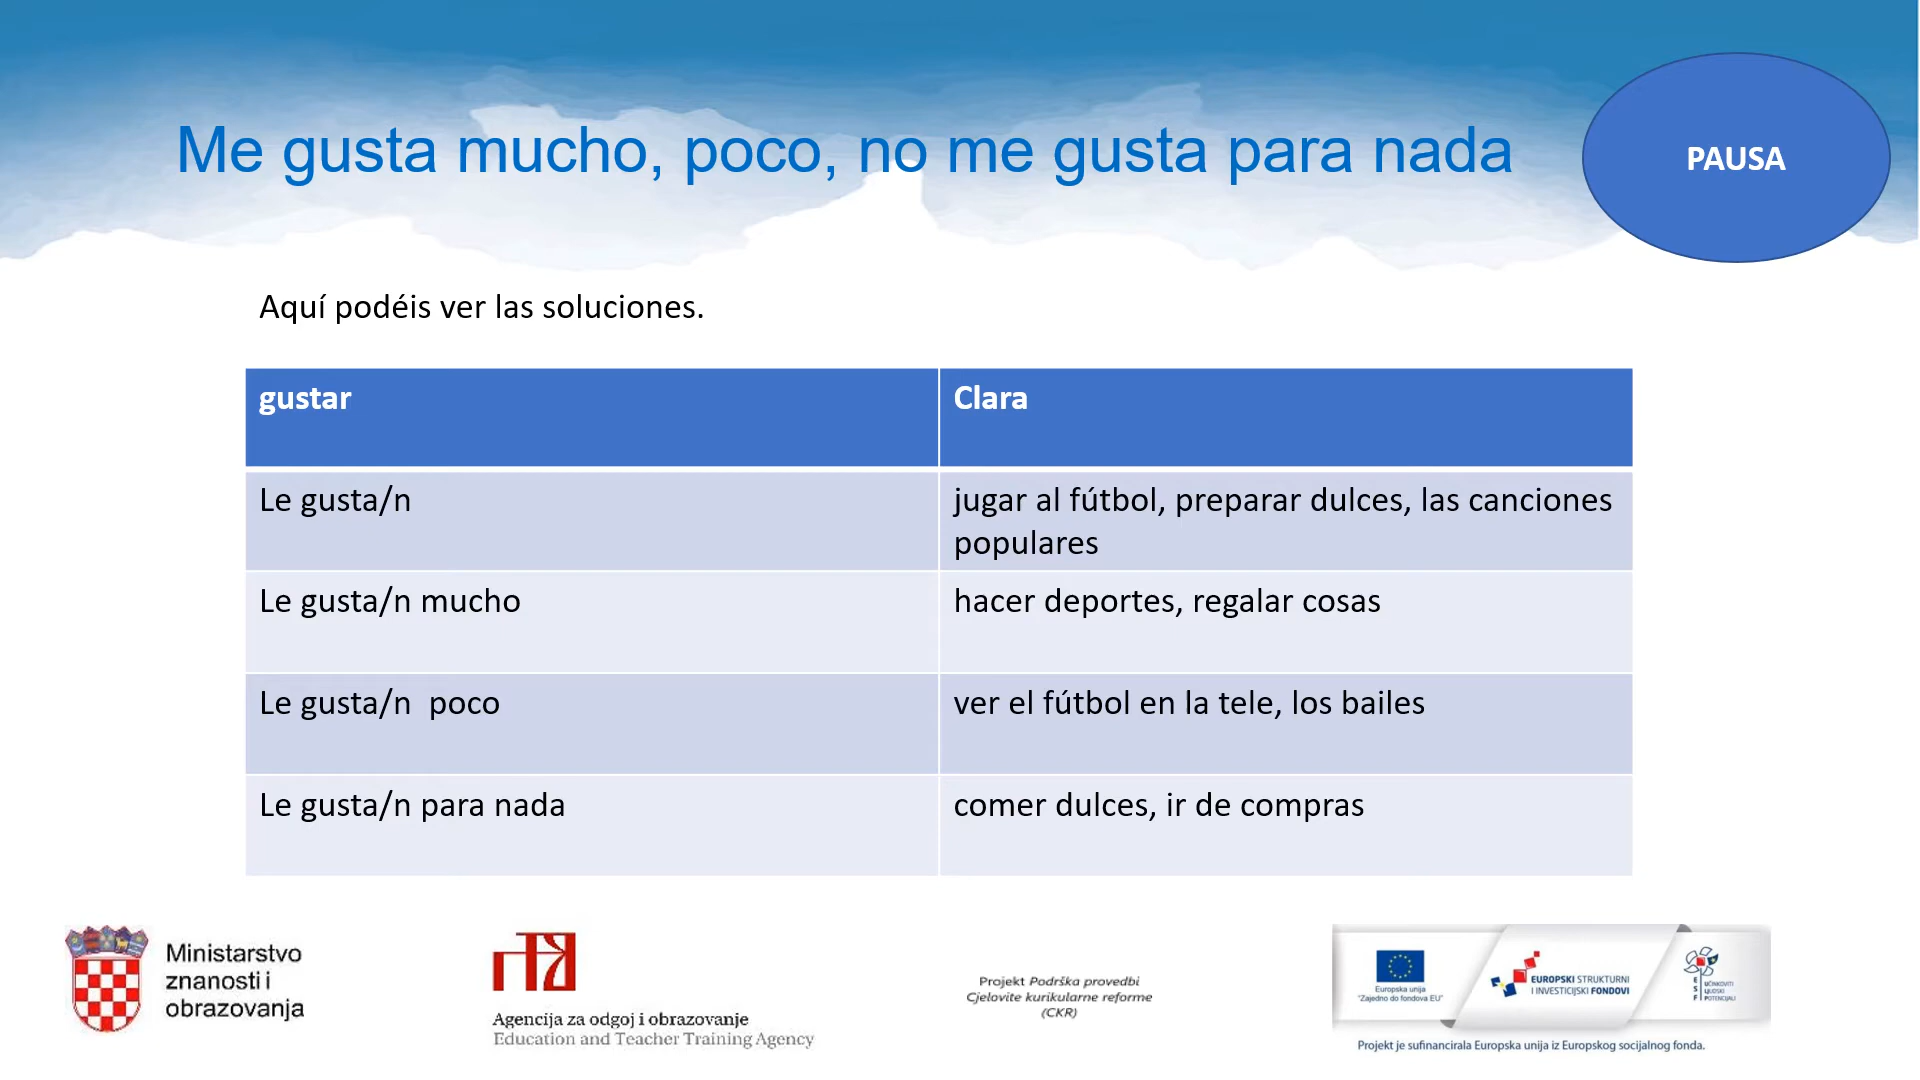 Me gusta mucho, poco, no me gusta para nada
PAUSA
Aquí podéis ver las soluciones.
gustar
Clara
Le gusta/n
jugar al fútbol, preparar dulces, las canciones
populares
Le gusta/n mucho
hacer deportes, regalar cosas
Le gusta/n  poco
ver el fútbol en la tele, los bailes
Le gusta/n para nada
comer dulces, ir de compras
Ministarstvo
znanosti i
obrazovanja
Agencija za odgoj i obrazovanje
Education and Teacher Training Agency
Projekt Podrška provedbi
Cjelovite kurikularne reforme
(CKR)
Europska unija
"Zajedno do fondova EU"
EUROPSKI STRUKTURNI
I INVESTICIJSKI FONDOVI
ESF
UČINKOVITI
LJUDSKI
POTENCIJALI
Projekt je sufinancirala Europska unija iz Europskog socijalnog fonda.